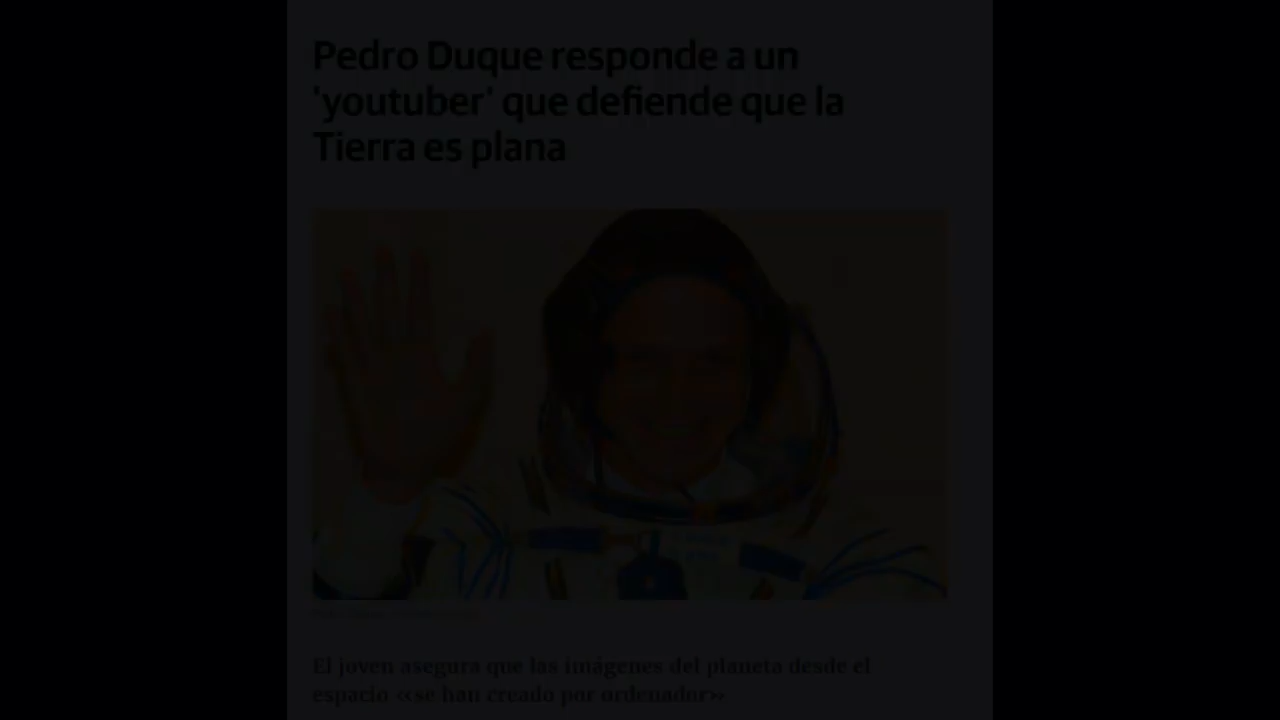 Pedro Duque responde a un
'youtuber' que defiende que la
Tierra es plana
El joven asegura que las imágenes del planeta desde el
espacio «se han creado por ordenador»